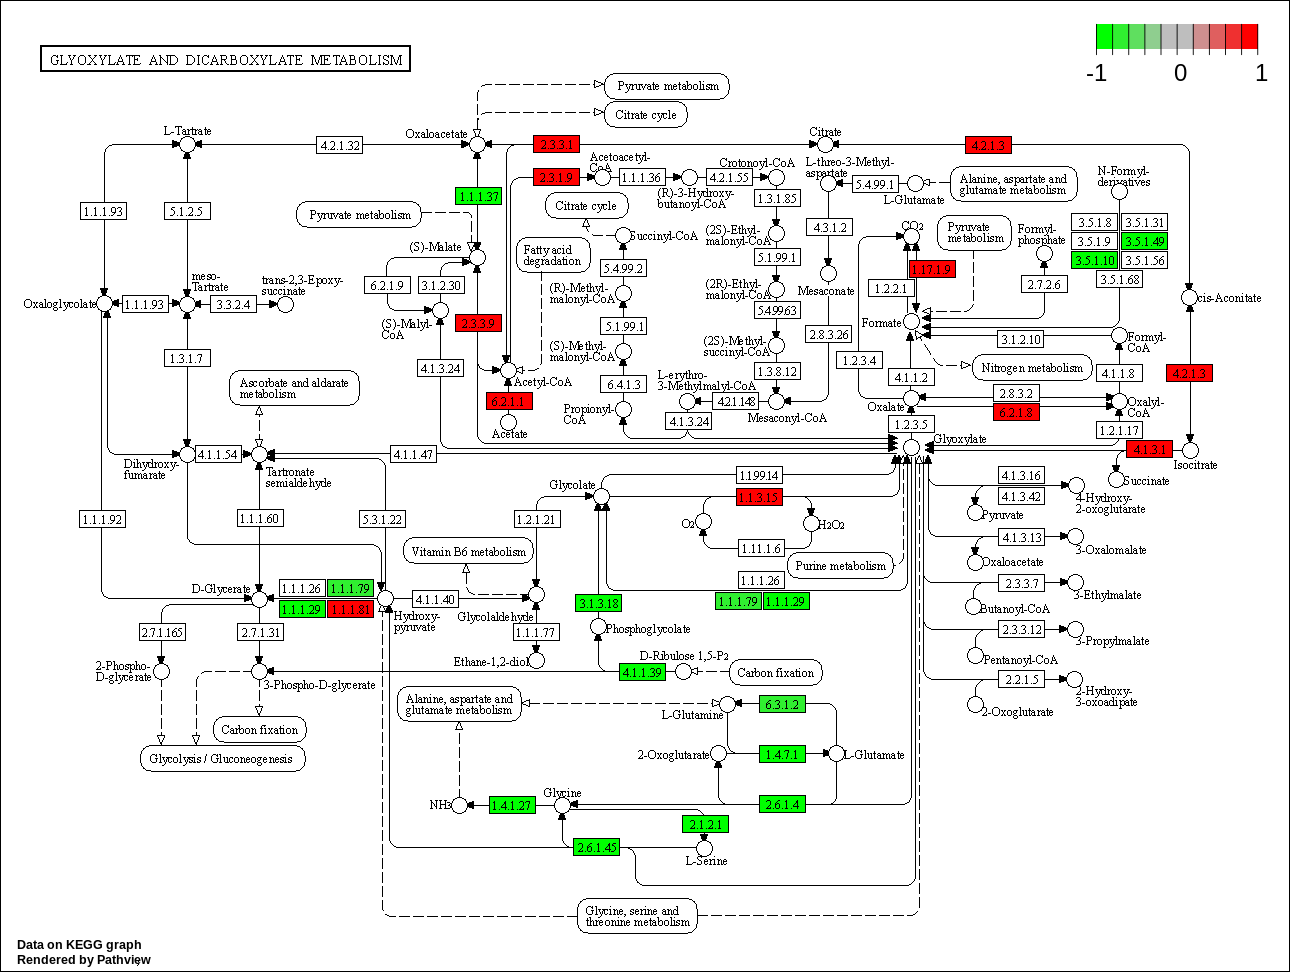 GLYOXYLATE AND DICARBOXYLATE METABOLISM
-1 0 1
Pyruvate metabolism
Citrate cycle
L-Tartrate
4.2.1.32
Oxaloacetate
2.3.3.1
Citrate
4.2.1.3
Acetoacetyl-
CoA
2.3.1.9
1.1.1.36
Crotonoyl-CoA
4.2.1.55
(R)-3-Hydroxy-
butanoyl-CoA
1.3.1.85
L-threo-3-Methyl-
aspartate
5.4.99.1
L-Glutamate
Alanine, aspartate and
glutamate metabolism
N-Formyl-
derivatives
1.1.1.93
5.1.2.5
1.1.1.37
Pyruvate metabolism
(S)-Malate
Citrate cycle
Succinyl-CoA
(2S)-Ethyl-
malonyl-CoA
4.3.1.2
CO2
Pyruvate
metabolism
Formyl-
phosphate
3.5.1.8
3.5.1.31
3.5.1.9
3.5.1.49
3.5.1.10
3.5.1.56
3.5.1.68
Fatty acid
degradation
5.4.99.2
5.1.99.1
1.17.1.9
1.2.2.1
2.7.2.6
meso-
Tartrate
trans-2,3-Epoxy-
succinate
6.2.1.9
3.1.2.30
(R)-Methyl-
malonyl-CoA
(2R)-Ethyl-
malonyl-CoA
Mesaconate
cis-Aconitate
Oxaloglycolate
1.1.1.93
3.3.2.4
5.4.99.63
(S)-Malyl-
CoA
2.3.3.9
5.1.99.1
2.8.3.26
Formate
3.1.2.10
Formyl-
CoA
1.3.1.7
4.1.3.24
(S)-Methyl-
malonyl-CoA
(2S)-Methyl-
succinyl-CoA
1.2.3.4
Nitrogen metabolism
Acetyl-CoA
6.4.1.3
1.3.8.12
4.1.1.2
4.1.1.8
4.2.1.3
Ascorbate and aldarate
metabolism
L-erythro-
3-Methylmalyl-CoA
6.2.1.1
4.2.1.148
2.8.3.2
6.2.1.8
Oxalate
Oxalyl-
CoA
Acetate
Propionyl-
CoA
4.1.3.24
Mesaconyl-CoA
1.2.3.5
1.2.1.17
Glyoxylate
4.1.3.1
Isocitrate
Dihydroxy-
fumarate
4.1.1.54
Tartronate
semialdehyde
4.1.1.47
Succinate
Glycolate
1.1.99.14
1.1.3.15
4.1.3.16
4.1.3.42
4-Hydroxy-
2-oxoglutarate
Pyruvate
1.1.1.92
1.1.1.60
5.3.1.22
1.2.1.21
O2
H2O2
1.11.1.6
4.1.3.13
3-Oxalomalate
Oxaloacetate
Vitamin B6 metabolism
Purine metabolism
D-Glycerate
1.1.1.26
1.1.1.79
1.1.1.29
1.1.1.81
Hydroxy-
pyruvate
4.1.1.40
Glycolaldehyde
1.1.1.26
1.1.1.79
1.1.1.29
3.1.3.18
2.3.3.7
3-Ethylmalate
Butanoyl-CoA
2.7.1.165
2.7.1.31
1.1.1.77
Phosphoglycolate
2.3.3.12
3-Propylmalate
Pentanoyl-CoA
2-Phospho-
D-glycerate
3-Phospho-D-glycerate
Ethane-1,2-diol
4.1.1.39
D-Ribulose 1,5-P2
Carbon fixation
2.2.1.5
2-Hydroxy-
3-oxoadipate
2-Oxoglutarate
Alanine, aspartate and
glutamate metabolism
L-Glutamine
6.3.1.2
Carbon fixation
Glycolysis / Gluconeogenesis
2-Oxoglutarate
1.4.7.1
L-Glutamate
NH3
1.4.1.27
Glycine
2.6.1.4
2.1.2.1
2.6.1.45
L-Serine
Glycine, serine and
threonine metabolism
Data on KEGG graph
Rendered by Pathview